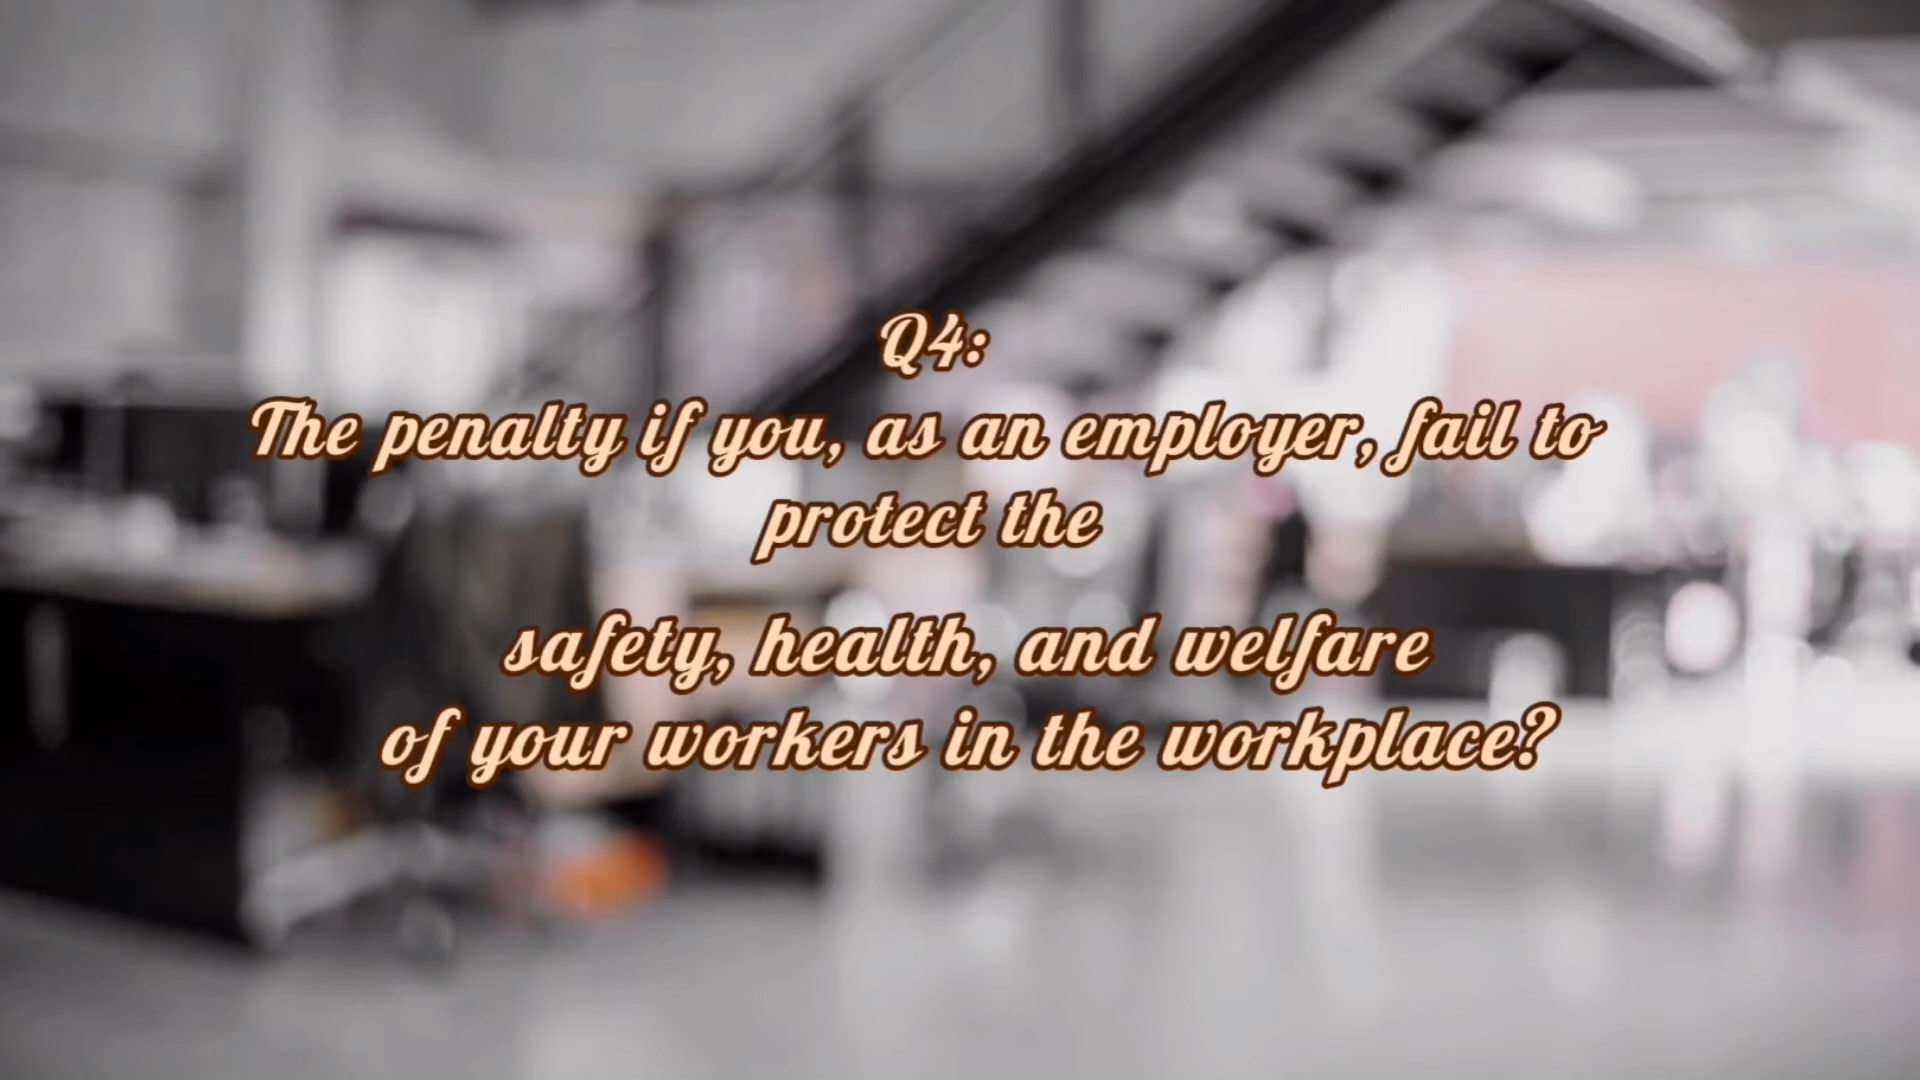 Q4:
The penalty if you, as an employer, fail to
protect the
safety, health, and welfare
of your workers in the workplace?